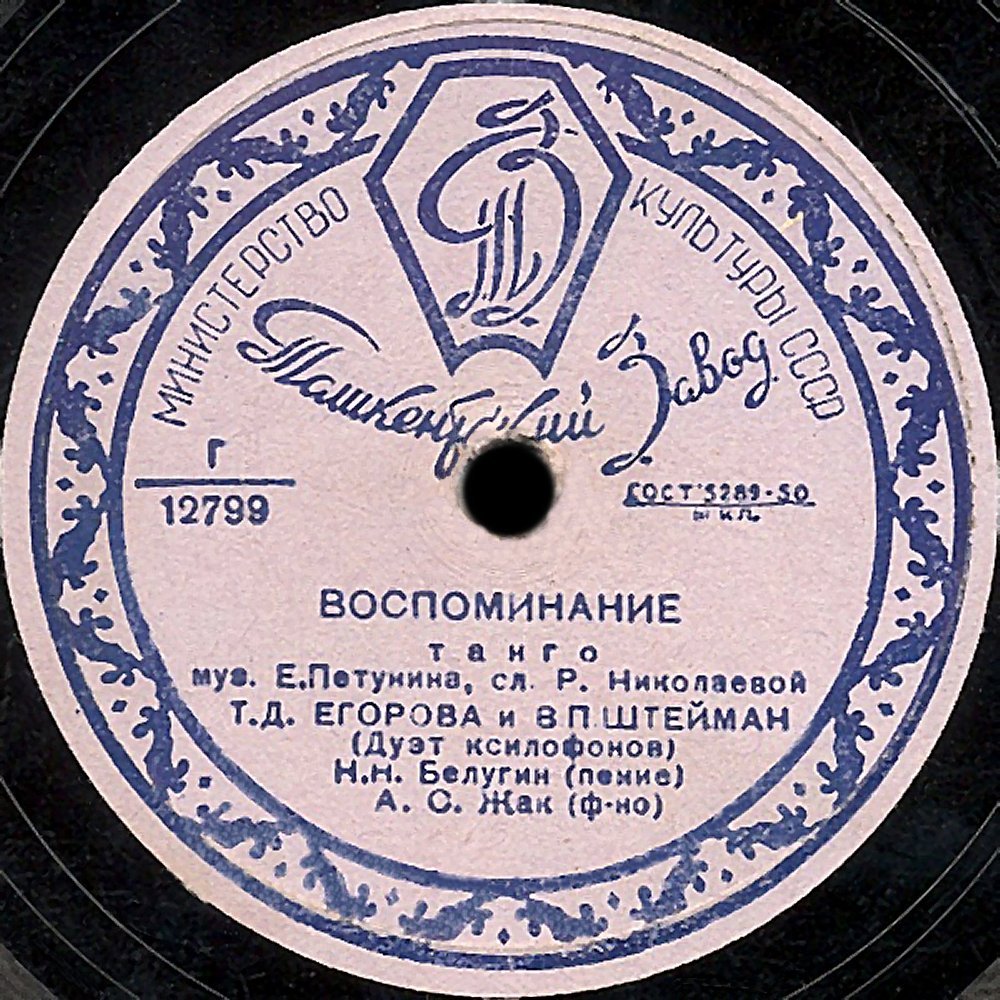 МИНИСТЕРСТВО КУЛЬТУРЫ СССР
Ташкентский Завод
Г
12799
ГОСТ 5289-50
ВОСПОМИНАНИЕ
танго
муз. Е.Петунина, сл. Р. Николаевой
Т.Д. ЕГОРОВА и В.П.ШТЕЙМАН
(Дуэт ксилофонов)
Н.Н. Белугин (пение)
А. С. Жак (ф-но)